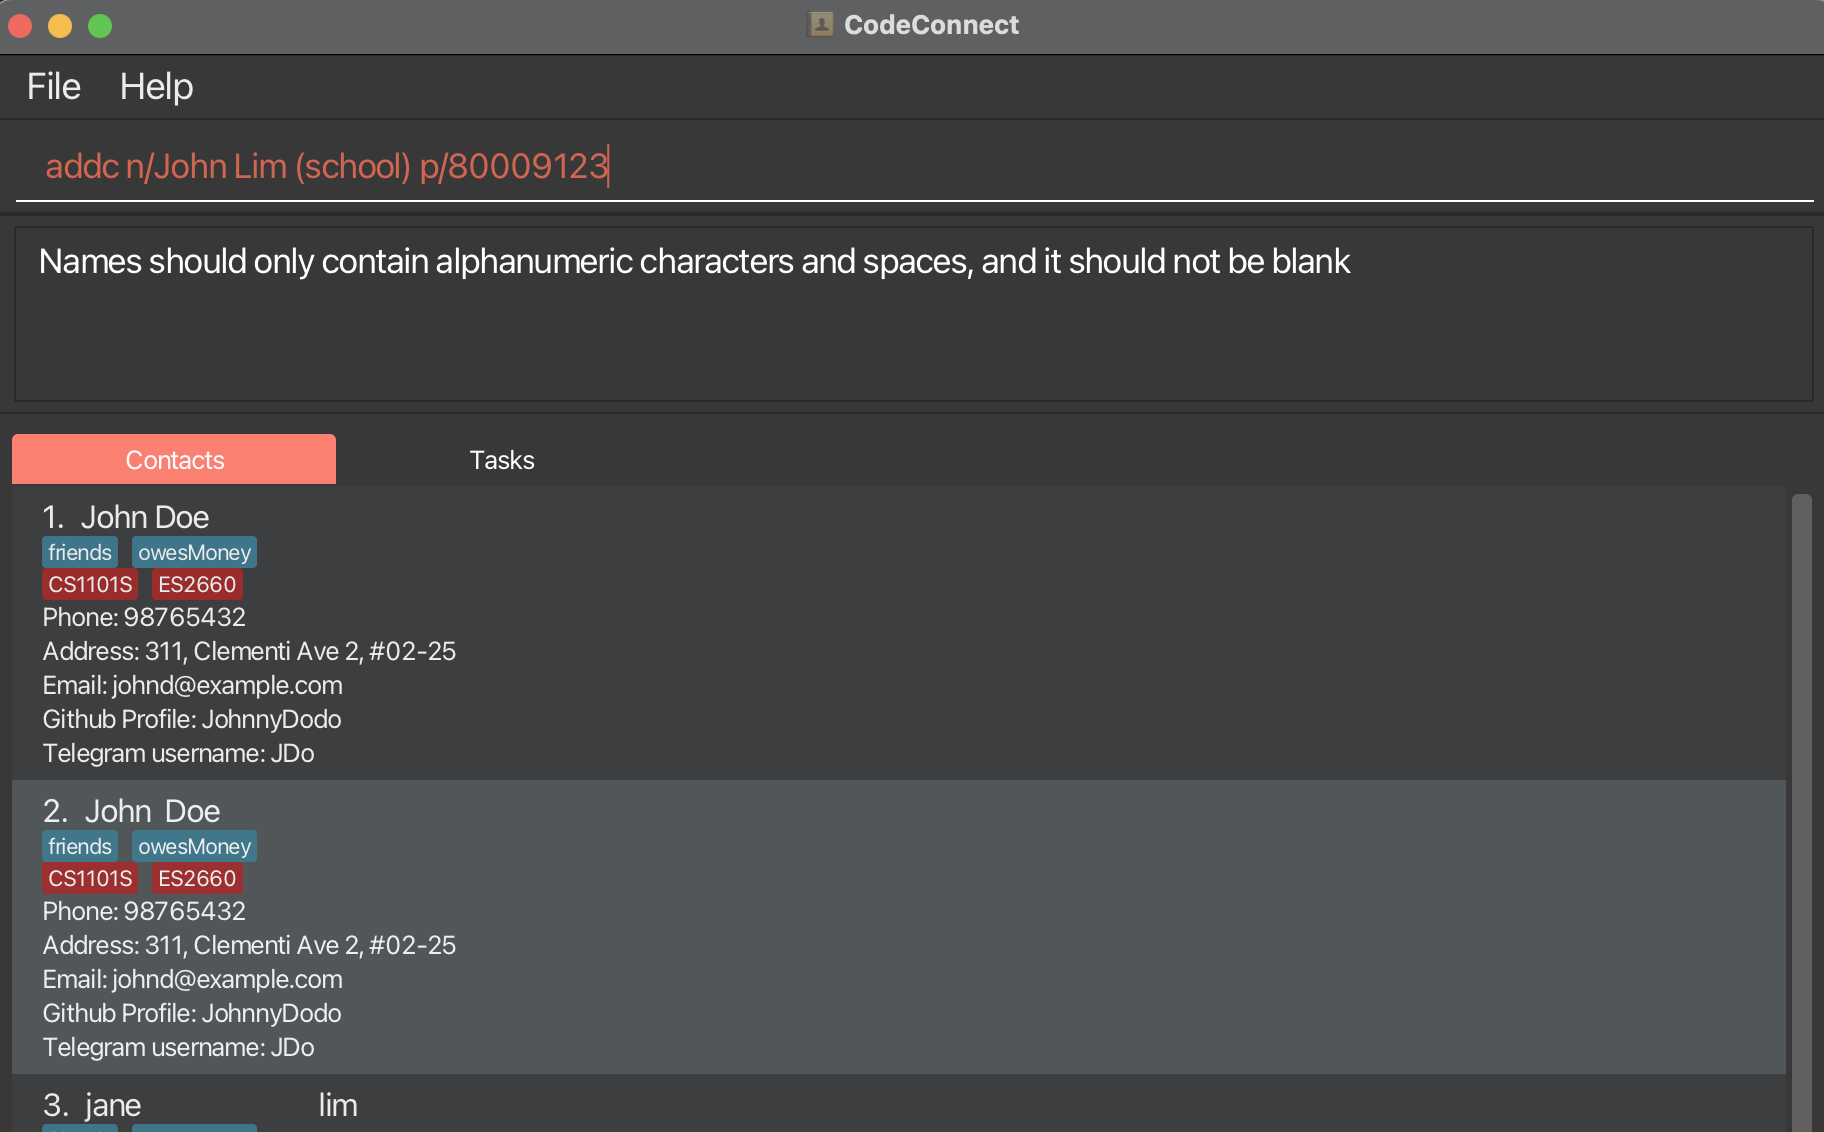 CodeConnect
File Help
addc n/John Lim (school) p/80009123
Names should only contain alphanumeric characters and spaces, and it should not be blank
Contacts Tasks
1. John Doe
friends owesMoney
CS1101S ES2660
Phone: 98765432
Address: 311, Clementi Ave 2, #02-25
Email: johnd@example.com
Github Profile: JohnnyDodo
Telegram username: JDo
2. John  Doe
friends owesMoney
CS1101S ES2660
Phone: 98765432
Address: 311, Clementi Ave 2, #02-25
Email: johnd@example.com
Github Profile: JohnnyDodo
Telegram username: JDo
3. jane                lim